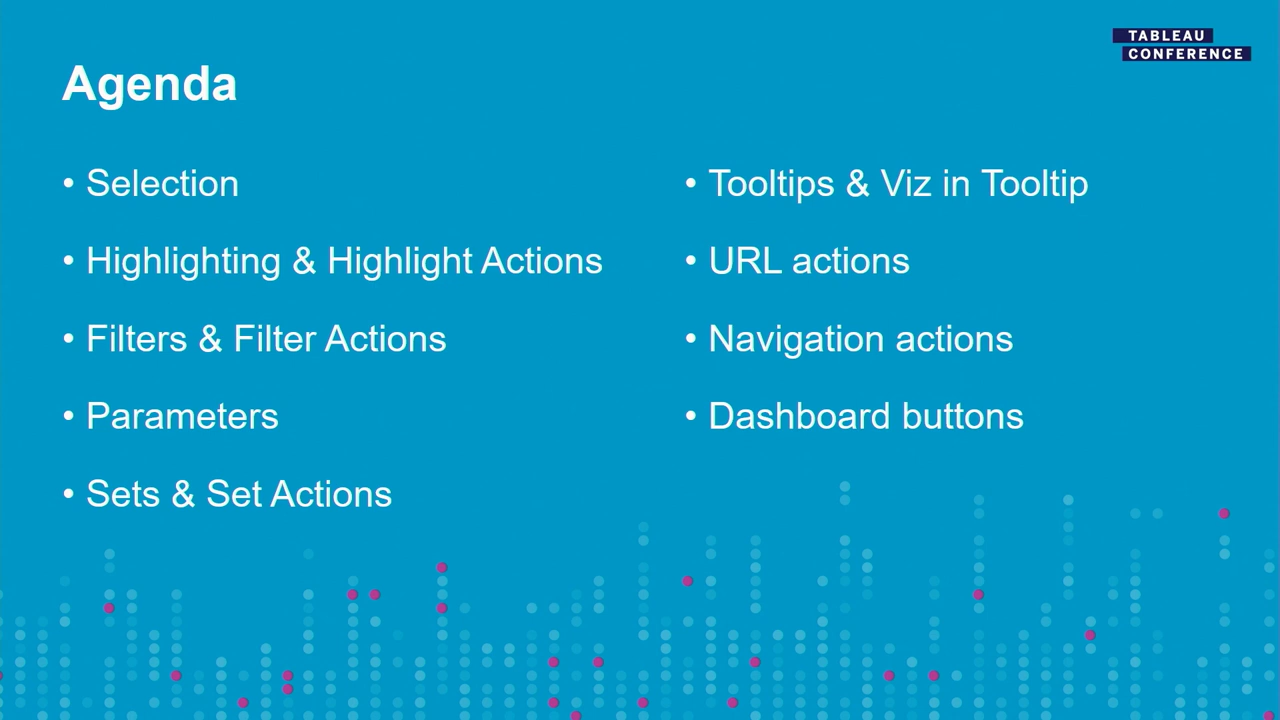 TABLEAU
CONFERENCE
Agenda
• Selection
• Highlighting & Highlight Actions
• Filters & Filter Actions
• Parameters
• Sets & Set Actions
• Tooltips & Viz in Tooltip
• URL actions
• Navigation actions
• Dashboard buttons